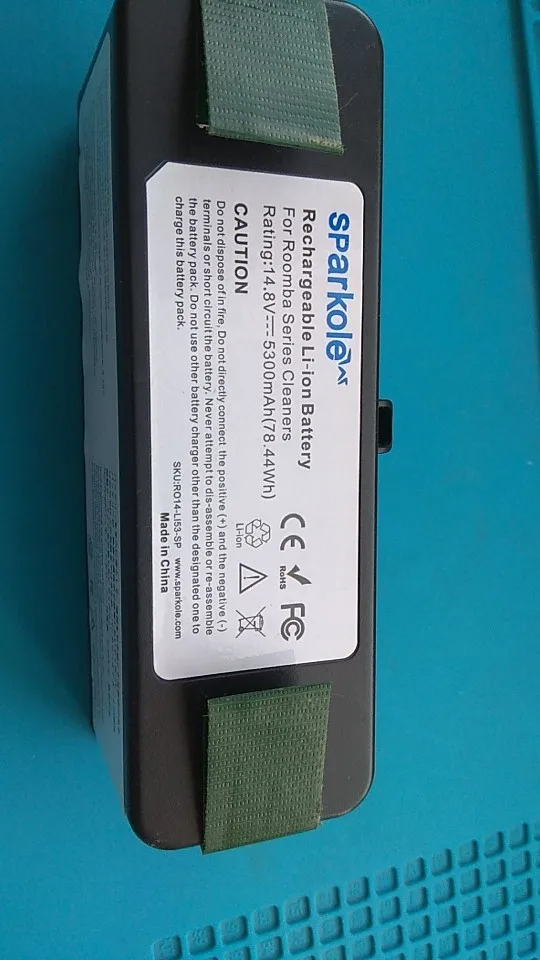 SParkole
Rechargeable Li-ion Battery
For Roomba Series Cleaners
Rating:14.8V⎓5300mAh(78.44Wh)
CE RoHS FC
Li-ion
CAUTION
Do not dispose of in fire, Do not directly connect the positive (+) and the negative (-)
terminals or short circuit the battery. Never attempt to dis-assemble or re-assemble
the battery pack. Do not use other battery charger other than the designated one to
charge this battery pack.
SKU:RO14-LI53-SP www.sparkole.com
Made in China